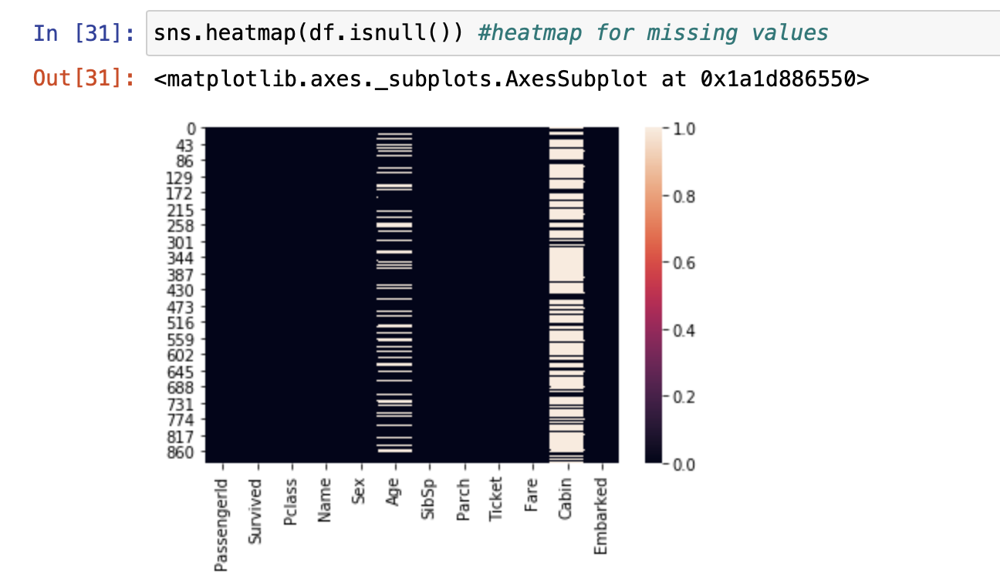 In [31]: sns.heatmap(df.isnull()) #heatmap for missing values
Out[31]: <matplotlib.axes._subplots.AxesSubplot at 0x1a1d886550>
0
43
86
129
172
215
258
301
344
387
430
473
516
559
602
645
688
731
774
817
860
1.0
0.8
0.6
0.4
0.2
0.0
PassengerId
Survived
Pclass
Name
Sex
Age
SibSp
Parch
Ticket
Fare
Cabin
Embarked